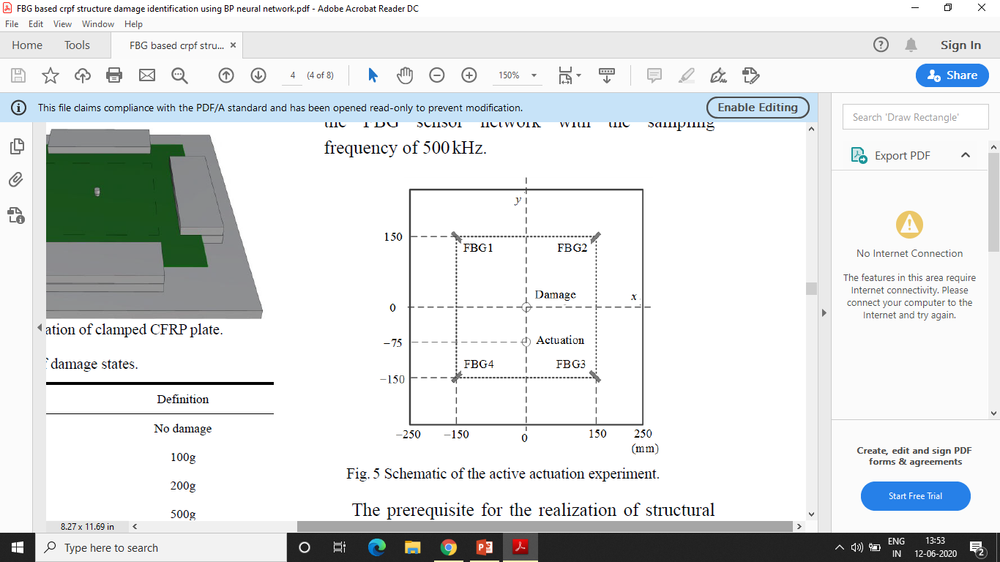 FBG based crpf structure damage identification using BP neural network.pdf - Adobe Acrobat Reader DC
File Edit View Window Help
Home Tools FBG based crpf stru... × ? Sign In
4 (4 of 8) 150% Share
This file claims compliance with the PDF/A standard and has been opened read-only to prevent modification. Enable Editing
the FBG sensor network with the sampling
frequency of 500 kHz.
y
150
FBG1 FBG2
Damage x
0
−75 Actuation
FBG4 FBG3
−150
−250 −150 0 150 250
(mm)
Fig. 5 Schematic of the active actuation experiment.
The prerequisite for the realization of structural
ation of clamped CFRP plate.
f damage states.
Definition
No damage
100g
200g
500g
8.27 x 11.69 in
Search 'Draw Rectangle'
Export PDF
No Internet Connection
The features in this area require
Internet connectivity. Please
connect your computer to the
Internet and try again.
Create, edit and sign PDF
forms & agreements
Start Free Trial
Type here to search
ENG
IN
13:53
12-06-2020
2